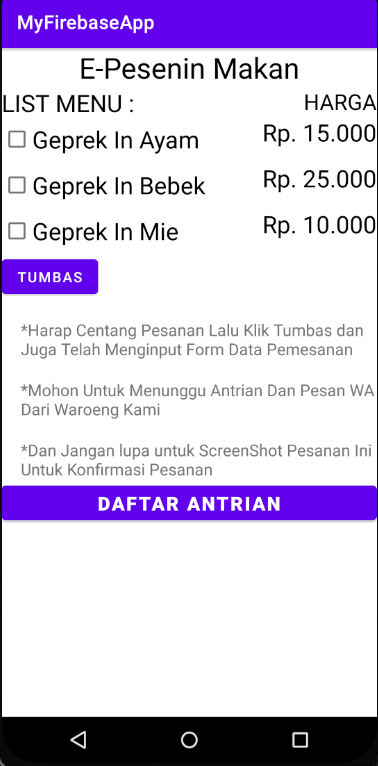 MyFirebaseApp
E-Pesenin Makan
LIST MENU : HARGA
Geprek In Ayam Rp. 15.000
Geprek In Bebek Rp. 25.000
Geprek In Mie Rp. 10.000
TUMBAS
*Harap Centang Pesanan Lalu Klik Tumbas dan
Juga Telah Menginput Form Data Pemesanan
*Mohon Untuk Menunggu Antrian Dan Pesan WA
Dari Waroeng Kami
*Dan Jangan lupa untuk ScreenShot Pesanan Ini
Untuk Konfirmasi Pesanan
DAFTAR ANTRIAN